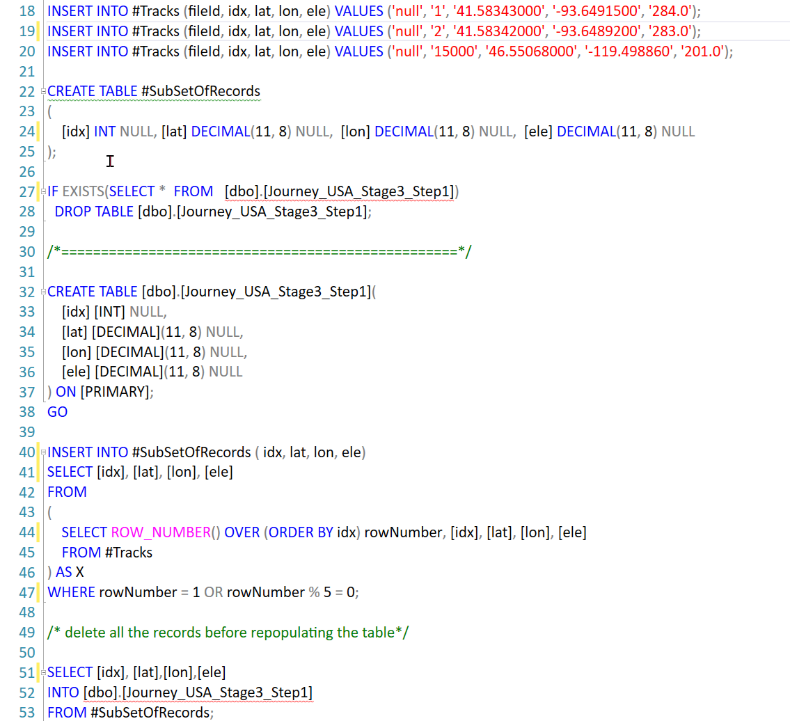 18 INSERT INTO #Tracks (fileId, idx, lat, lon, ele) VALUES ('null', '1', '41.58343000', '-93.6491500', '284.0');
19 INSERT INTO #Tracks (fileId, idx, lat, lon, ele) VALUES ('null', '2', '41.58342000', '-93.6489200', '283.0');
20 INSERT INTO #Tracks (fileId, idx, lat, lon, ele) VALUES ('null', '15000', '46.55068000', '-119.498860', '201.0');
21
22 CREATE TABLE #SubSetOfRecords
23 (
24 [idx] INT NULL, [lat] DECIMAL(11, 8) NULL, [lon] DECIMAL(11, 8) NULL, [ele] DECIMAL(11, 8) NULL
25 );
26
27 IF EXISTS(SELECT * FROM [dbo].[Journey_USA_Stage3_Step1])
28 DROP TABLE [dbo].[Journey_USA_Stage3_Step1];
29
30 /*==================================================*/
31
32 CREATE TABLE [dbo].[Journey_USA_Stage3_Step1](
33 [idx] [INT] NULL,
34 [lat] [DECIMAL](11, 8) NULL,
35 [lon] [DECIMAL](11, 8) NULL,
36 [ele] [DECIMAL](11, 8) NULL
37 ) ON [PRIMARY];
38 GO
39
40 INSERT INTO #SubSetOfRecords ( idx, lat, lon, ele)
41 SELECT [idx], [lat], [lon], [ele]
42 FROM
43 (
44 SELECT ROW_NUMBER() OVER (ORDER BY idx) rowNumber, [idx], [lat], [lon], [ele]
45 FROM #Tracks
46 ) AS X
47 WHERE rowNumber = 1 OR rowNumber % 5 = 0;
48
49 /* delete all the records before repopulating the table*/
50
51 SELECT [idx], [lat],[lon],[ele]
52 INTO [dbo].[Journey_USA_Stage3_Step1]
53 FROM #SubSetOfRecords;